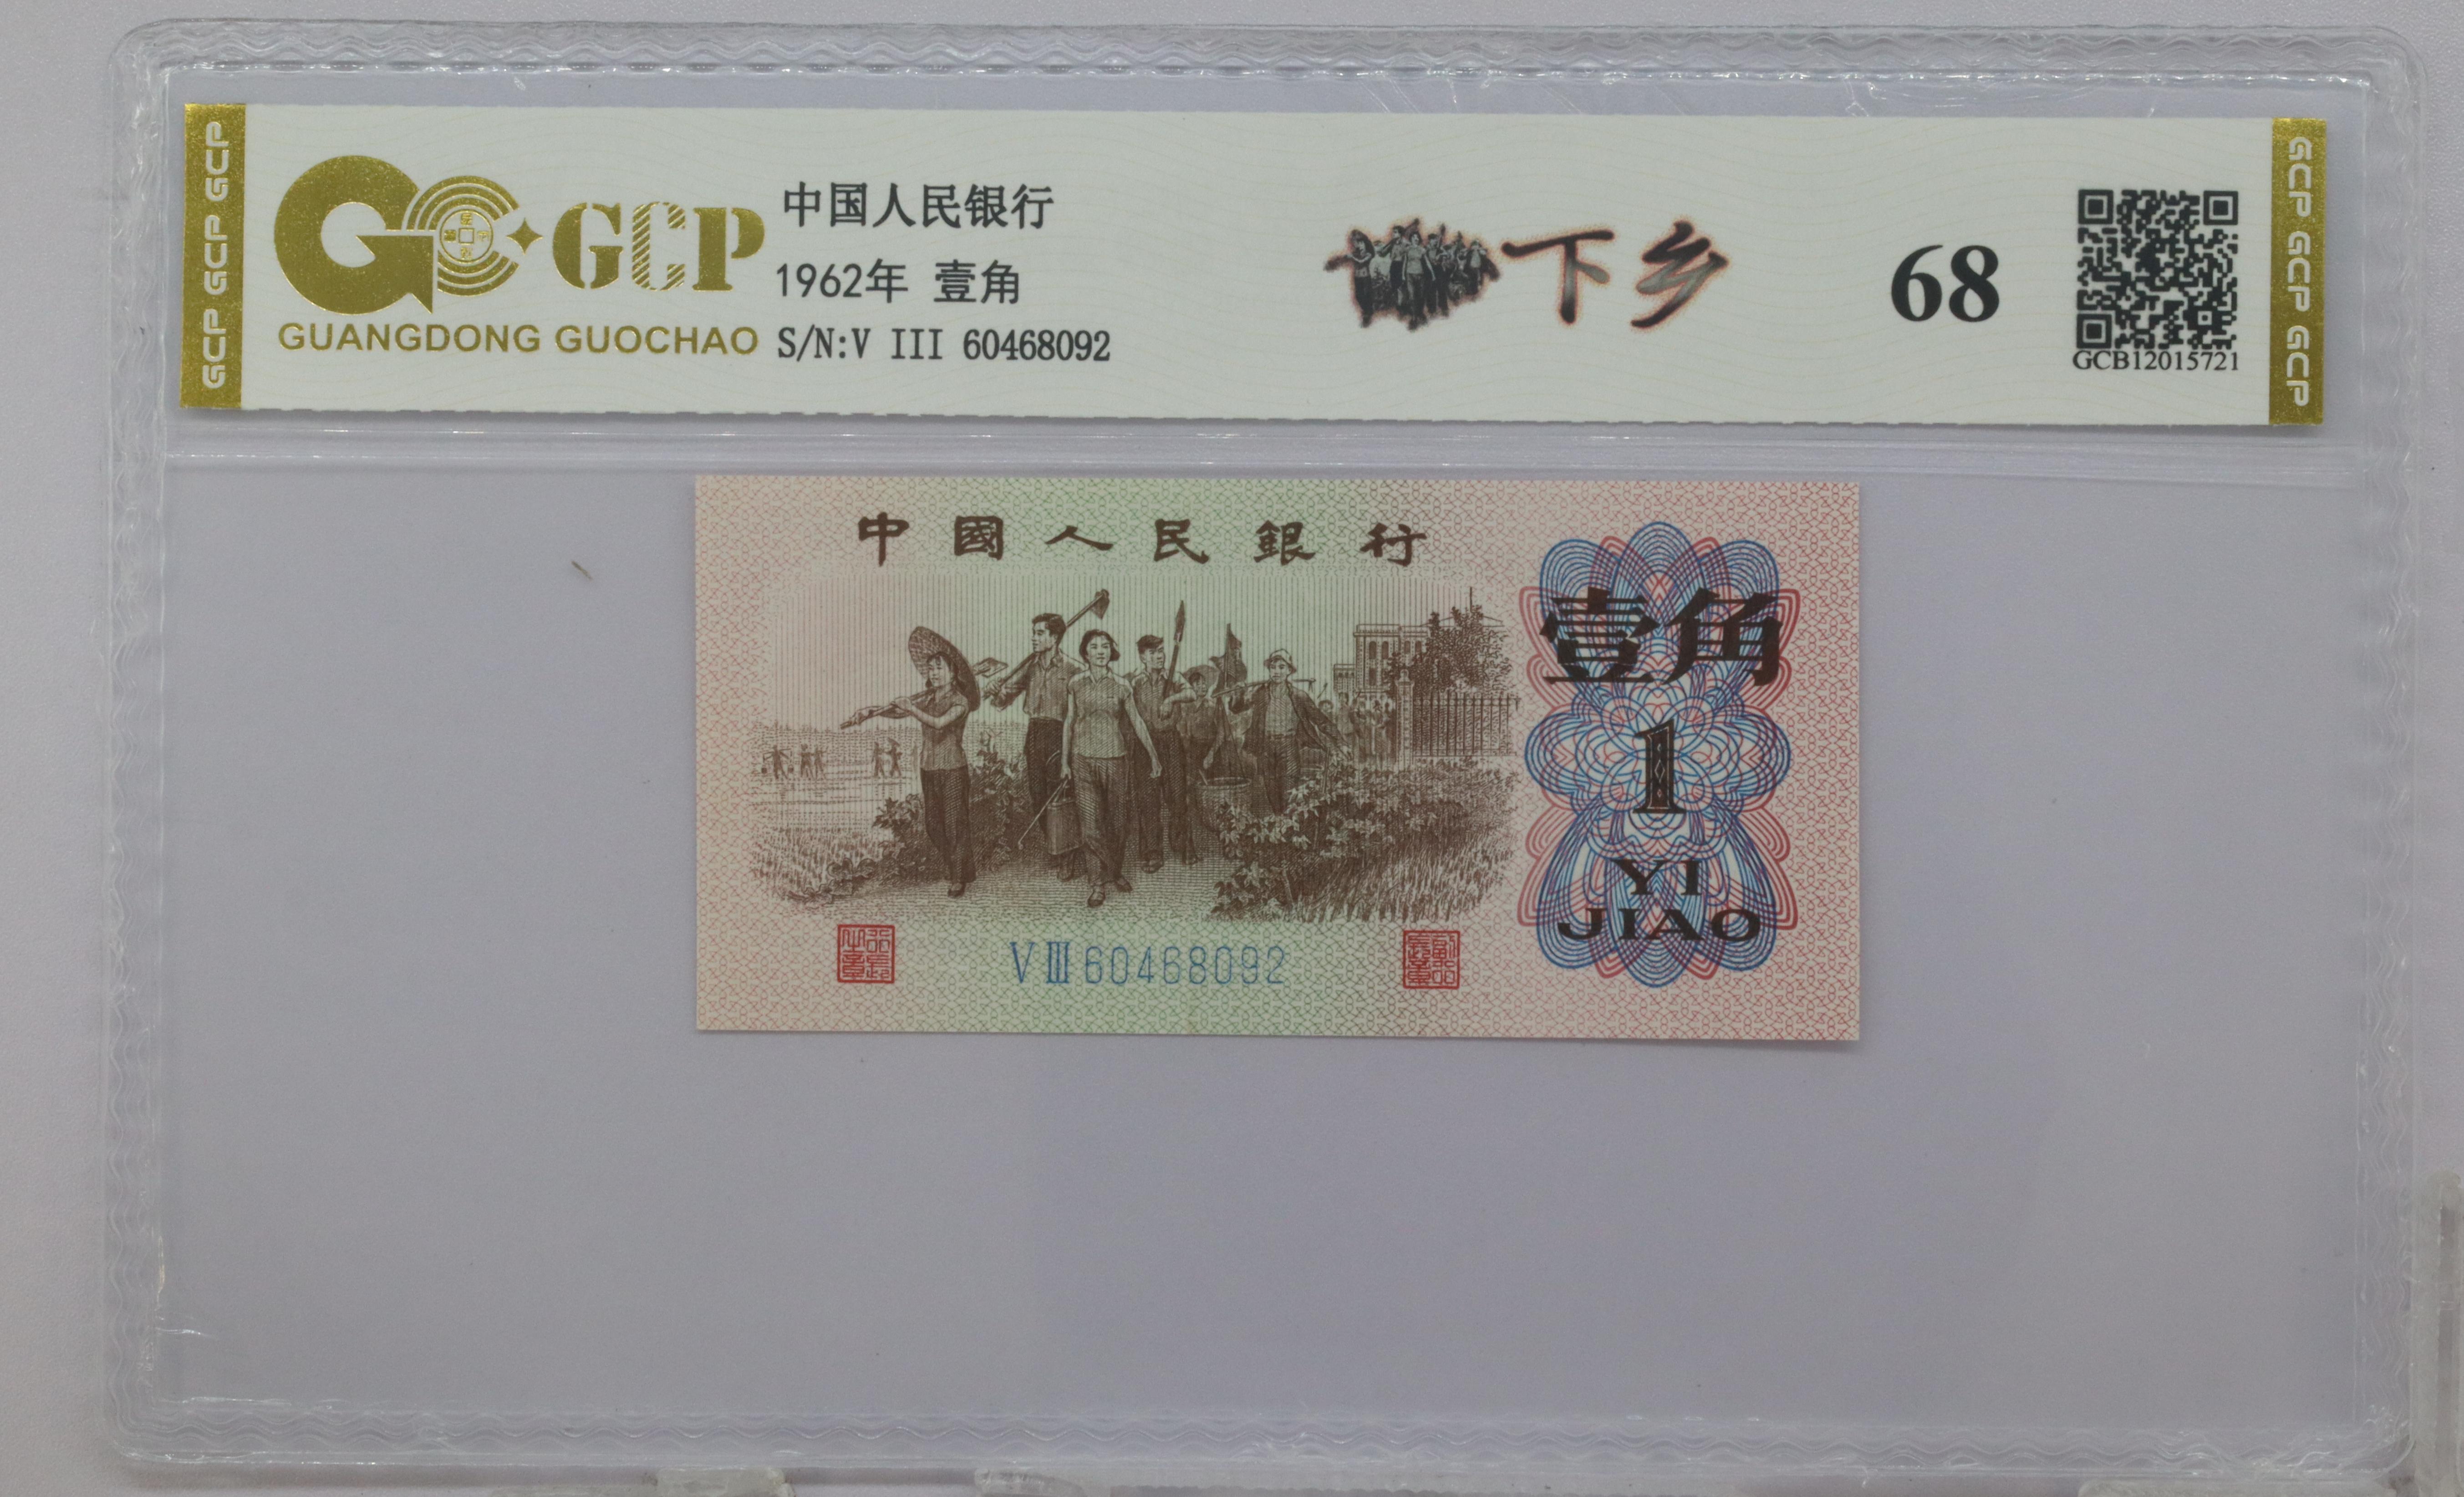 GCP GCP GCP
GCP
GUANGDONG GUOCHAO
中国人民银行
1962年 壹角
S/N:V III 60468092
下乡
68
GCB12015721
GCP GCP GCP
中國人民銀行
壹角
1
YI
JIAO
V III 60468092